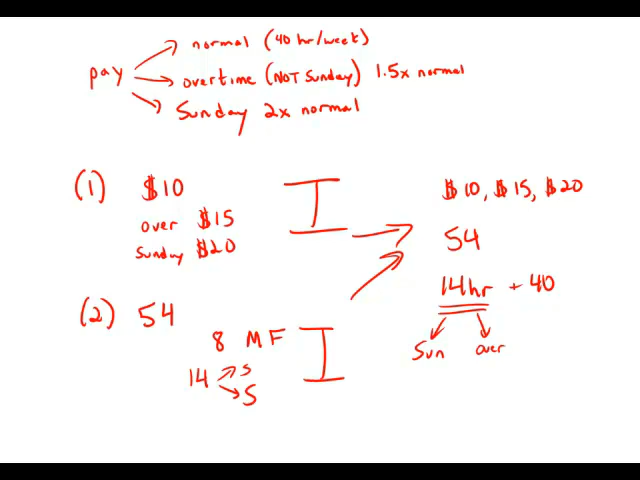 pay
normal (40 hr/week)
overtime (NOT Sunday) 1.5x normal
Sunday 2x normal
(1) $10
over $15
Sunday $20
I
$10, $15, $20
54
14hr + 40
Sun over
(2) 54
8 M F
14 S
S
I